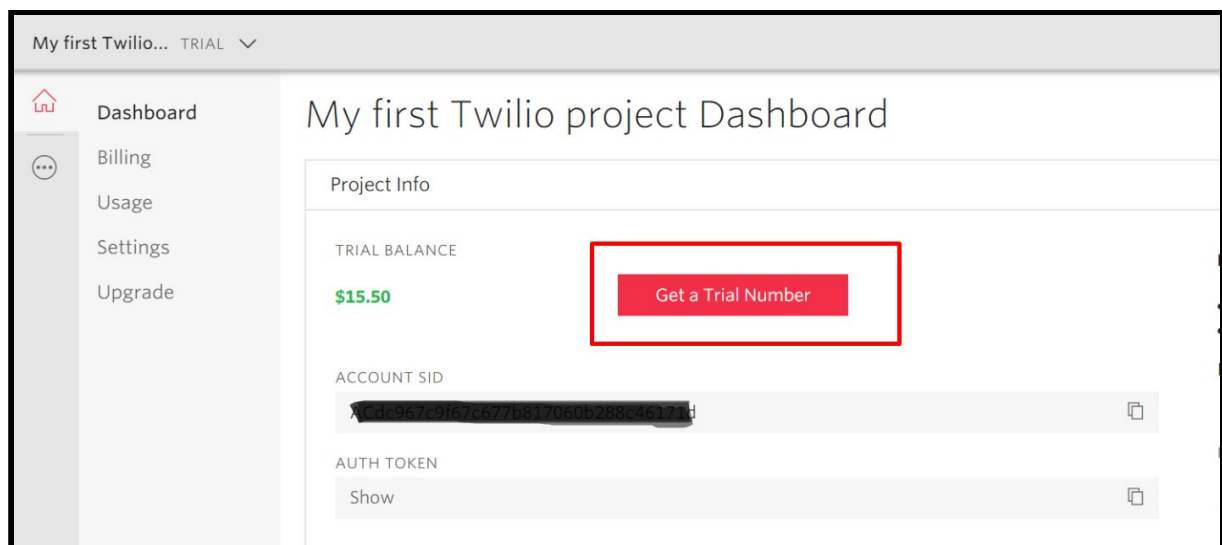 My first Twilio... TRIAL
Dashboard
Billing
Usage
Settings
Upgrade
My first Twilio project Dashboard
Project Info
TRIAL BALANCE
$15.50
Get a Trial Number
ACCOUNT SID
AUTH TOKEN
Show